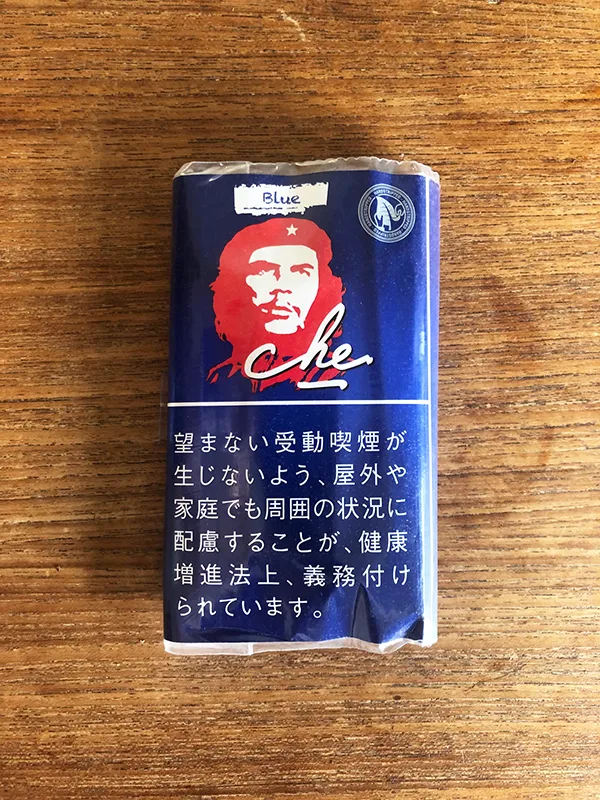 Blue
che
望まない受動喫煙が
生じないよう、屋外や
家庭でも周囲の状況に
配慮することが、健康
増進法上、義務付け
られています。